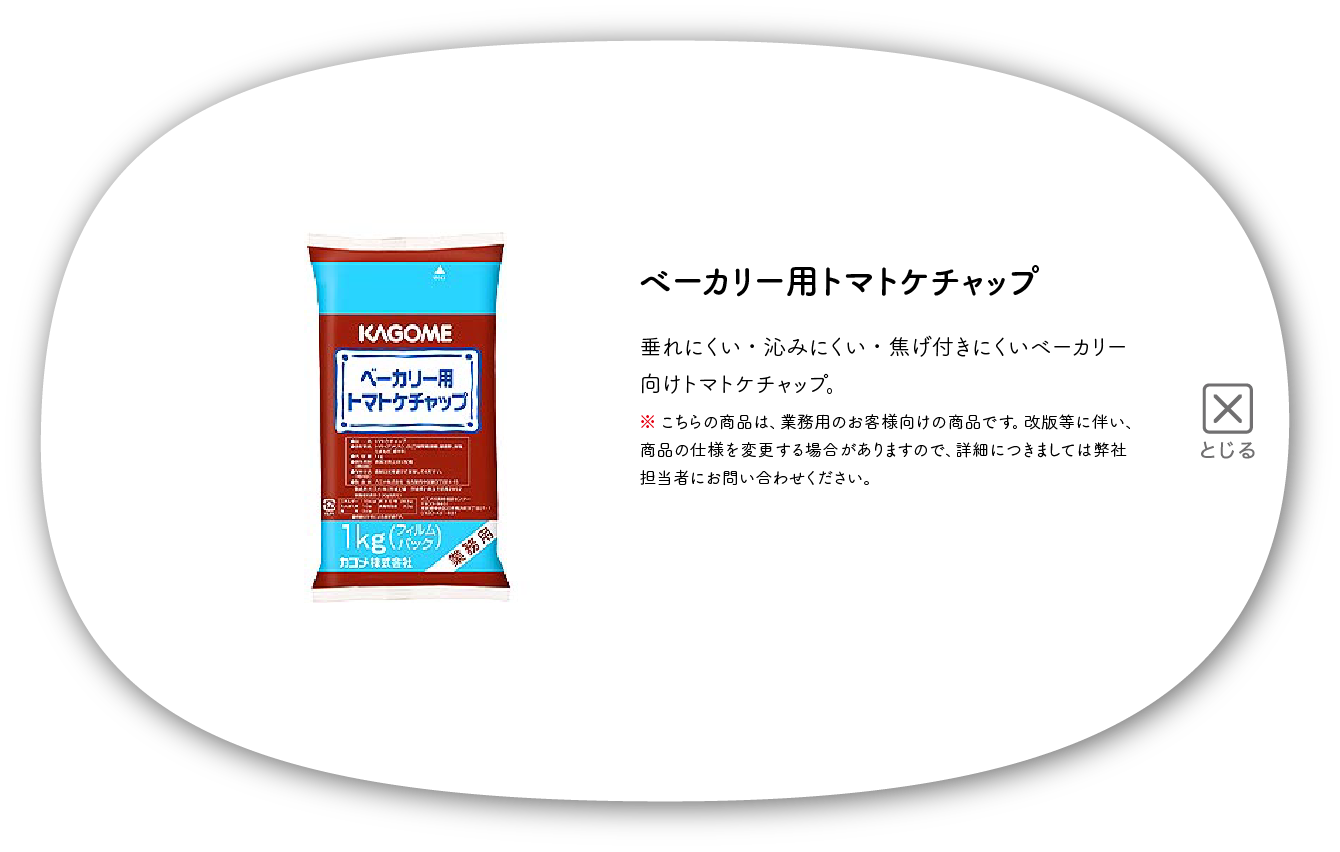 KAGOME
ベーカリー用
トマトケチャップ
1kg(フィルムパック)
業務用
カゴメ株式会社
ベーカリー用トマトケチャップ
垂れにくい・沁みにくい・焦げ付きにくいベーカリー
向けトマトケチャップ。
※ こちらの商品は、業務用のお客様向けの商品です。改版等に伴い、
商品の仕様を変更する場合がありますので、詳細につきましては弊社
担当者にお問い合わせください。
とじる